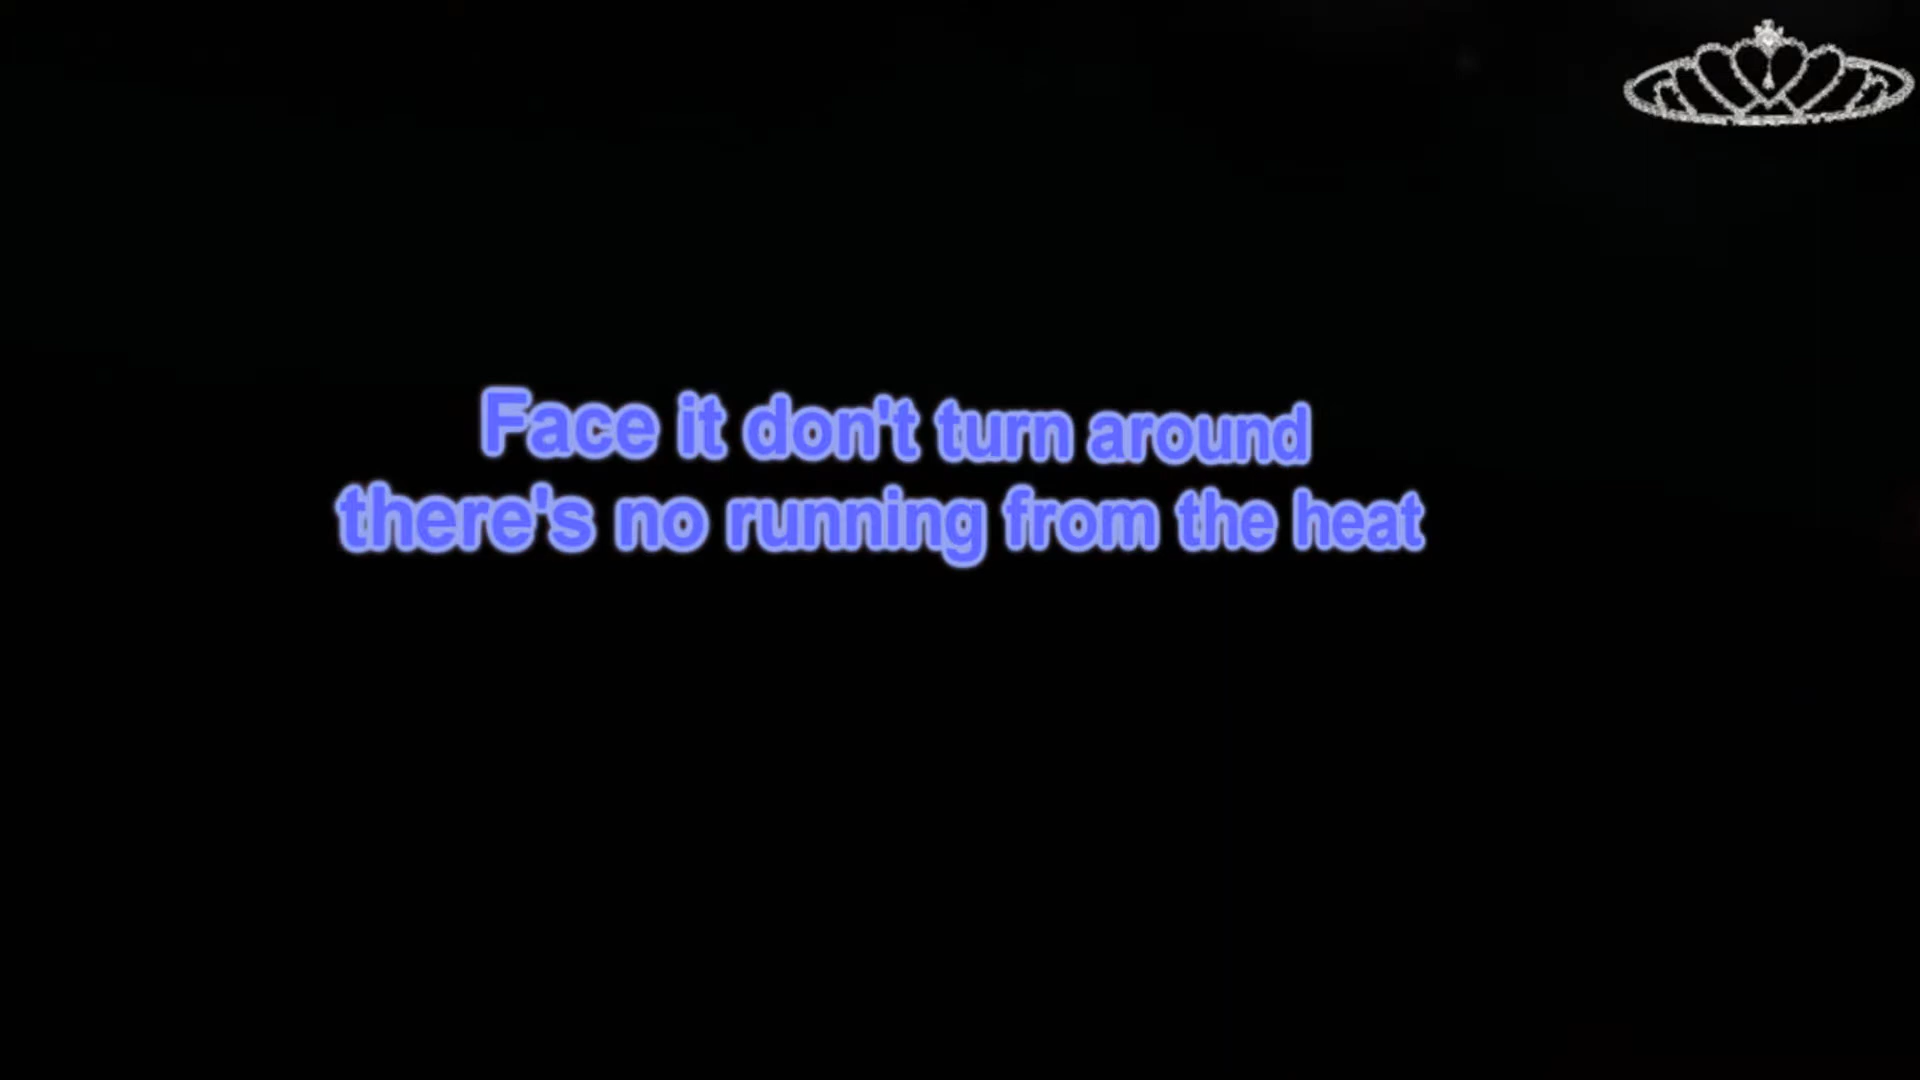 Face it don't turn around
there's no running from the heat